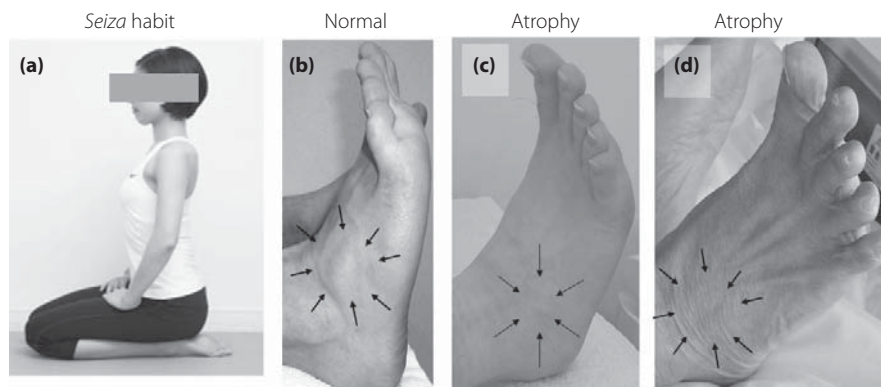 Seiza habit
Normal
Atrophy
Atrophy
(a)
(b)
(c)
(d)